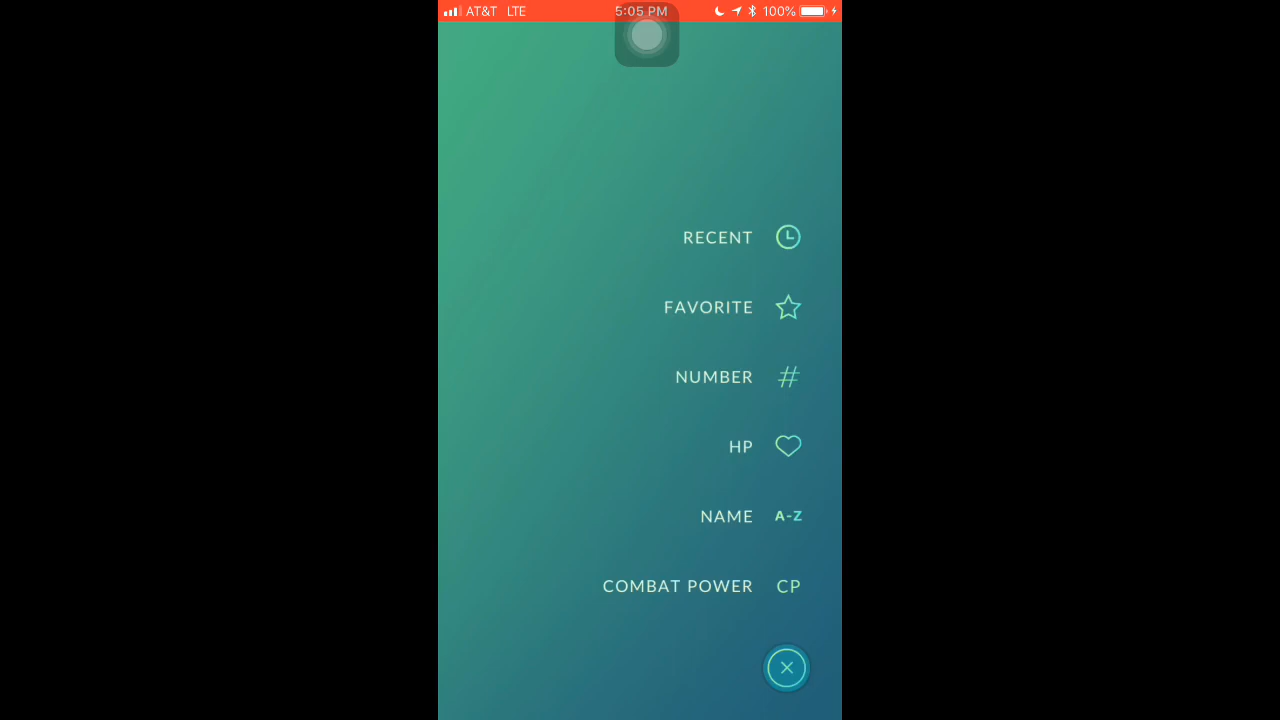 AT&T LTE 5:05 PM 100%
RECENT
FAVORITE
NUMBER #
HP
NAME A-Z
COMBAT POWER CP